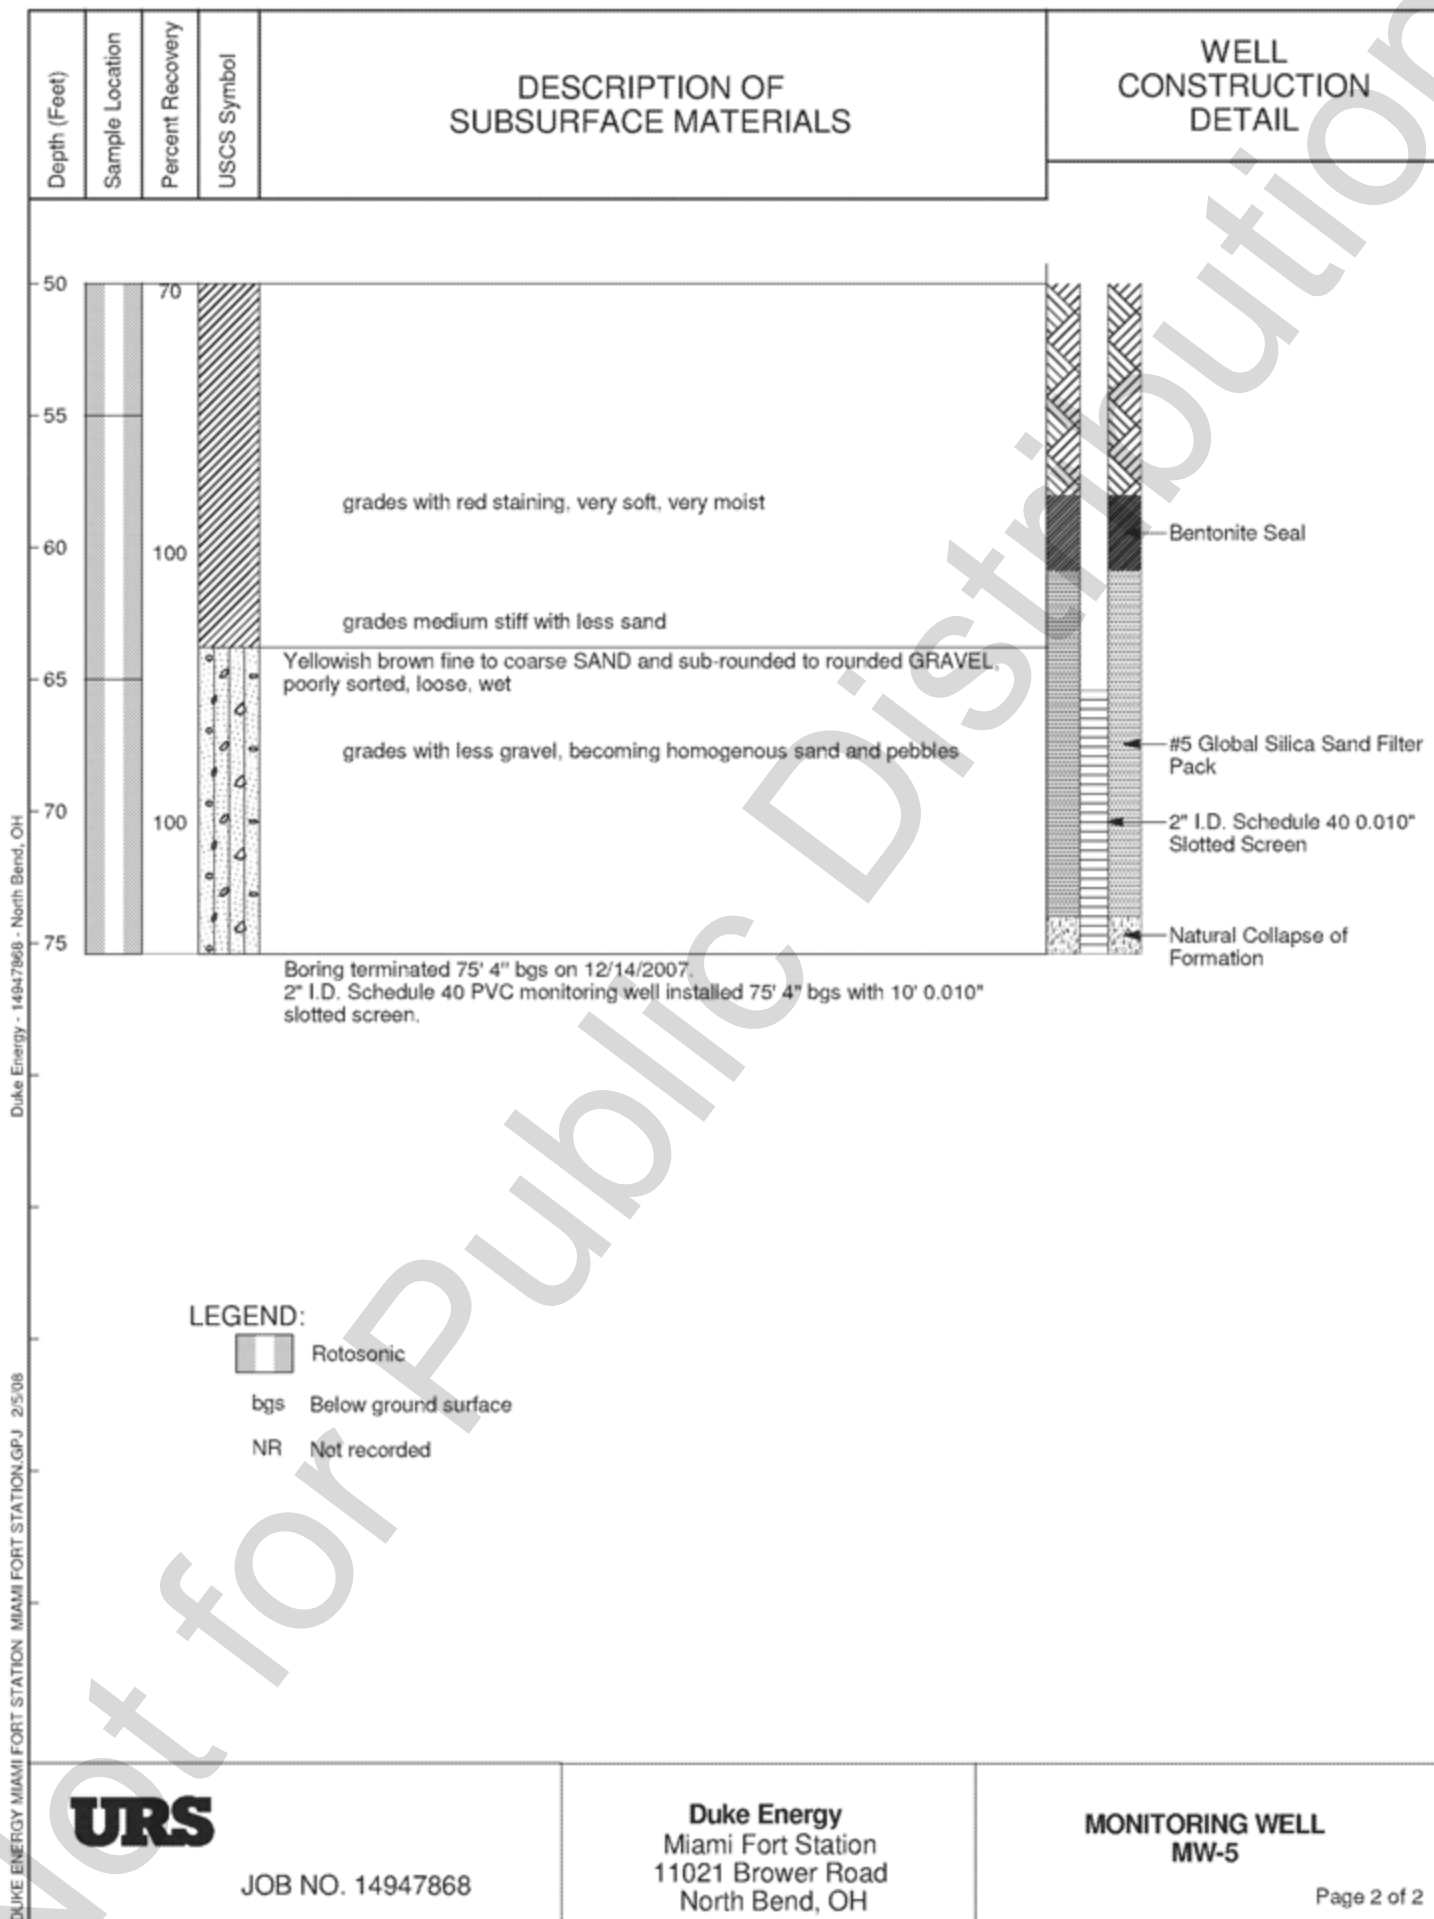 Depth (Feet)
Sample Location
Percent Recovery
USCS Symbol
DESCRIPTION OF
SUBSURFACE MATERIALS
WELL
CONSTRUCTION
DETAIL
50
70
55
grades with red staining, very soft, very moist
Bentonite Seal
60
100
grades medium stiff with less sand
Yellowish brown fine to coarse SAND and sub-rounded to rounded GRAVEL,
poorly sorted, loose, wet
65
grades with less gravel, becoming homogenous sand and pebbles
#5 Global Silica Sand Filter
Pack
70
100
2" I.D. Schedule 40 0.010"
Slotted Screen
75
Natural Collapse of
Formation
Boring terminated 75' 4" bgs on 12/14/2007.
2" I.D. Schedule 40 PVC monitoring well installed 75' 4" bgs with 10' 0.010"
slotted screen.
LEGEND:
Rotosonic
bgs Below ground surface
NR Not recorded
Duke Energy - 14947868 - North Bend, OH
DUKE ENERGY MIAMI FORT STATION MIAMI FORT STATION.GPJ 2/5/08
URS
JOB NO. 14947868
Duke Energy
Miami Fort Station
11021 Brower Road
North Bend, OH
MONITORING WELL
MW-5
Page 2 of 2
Not for Public Distribution